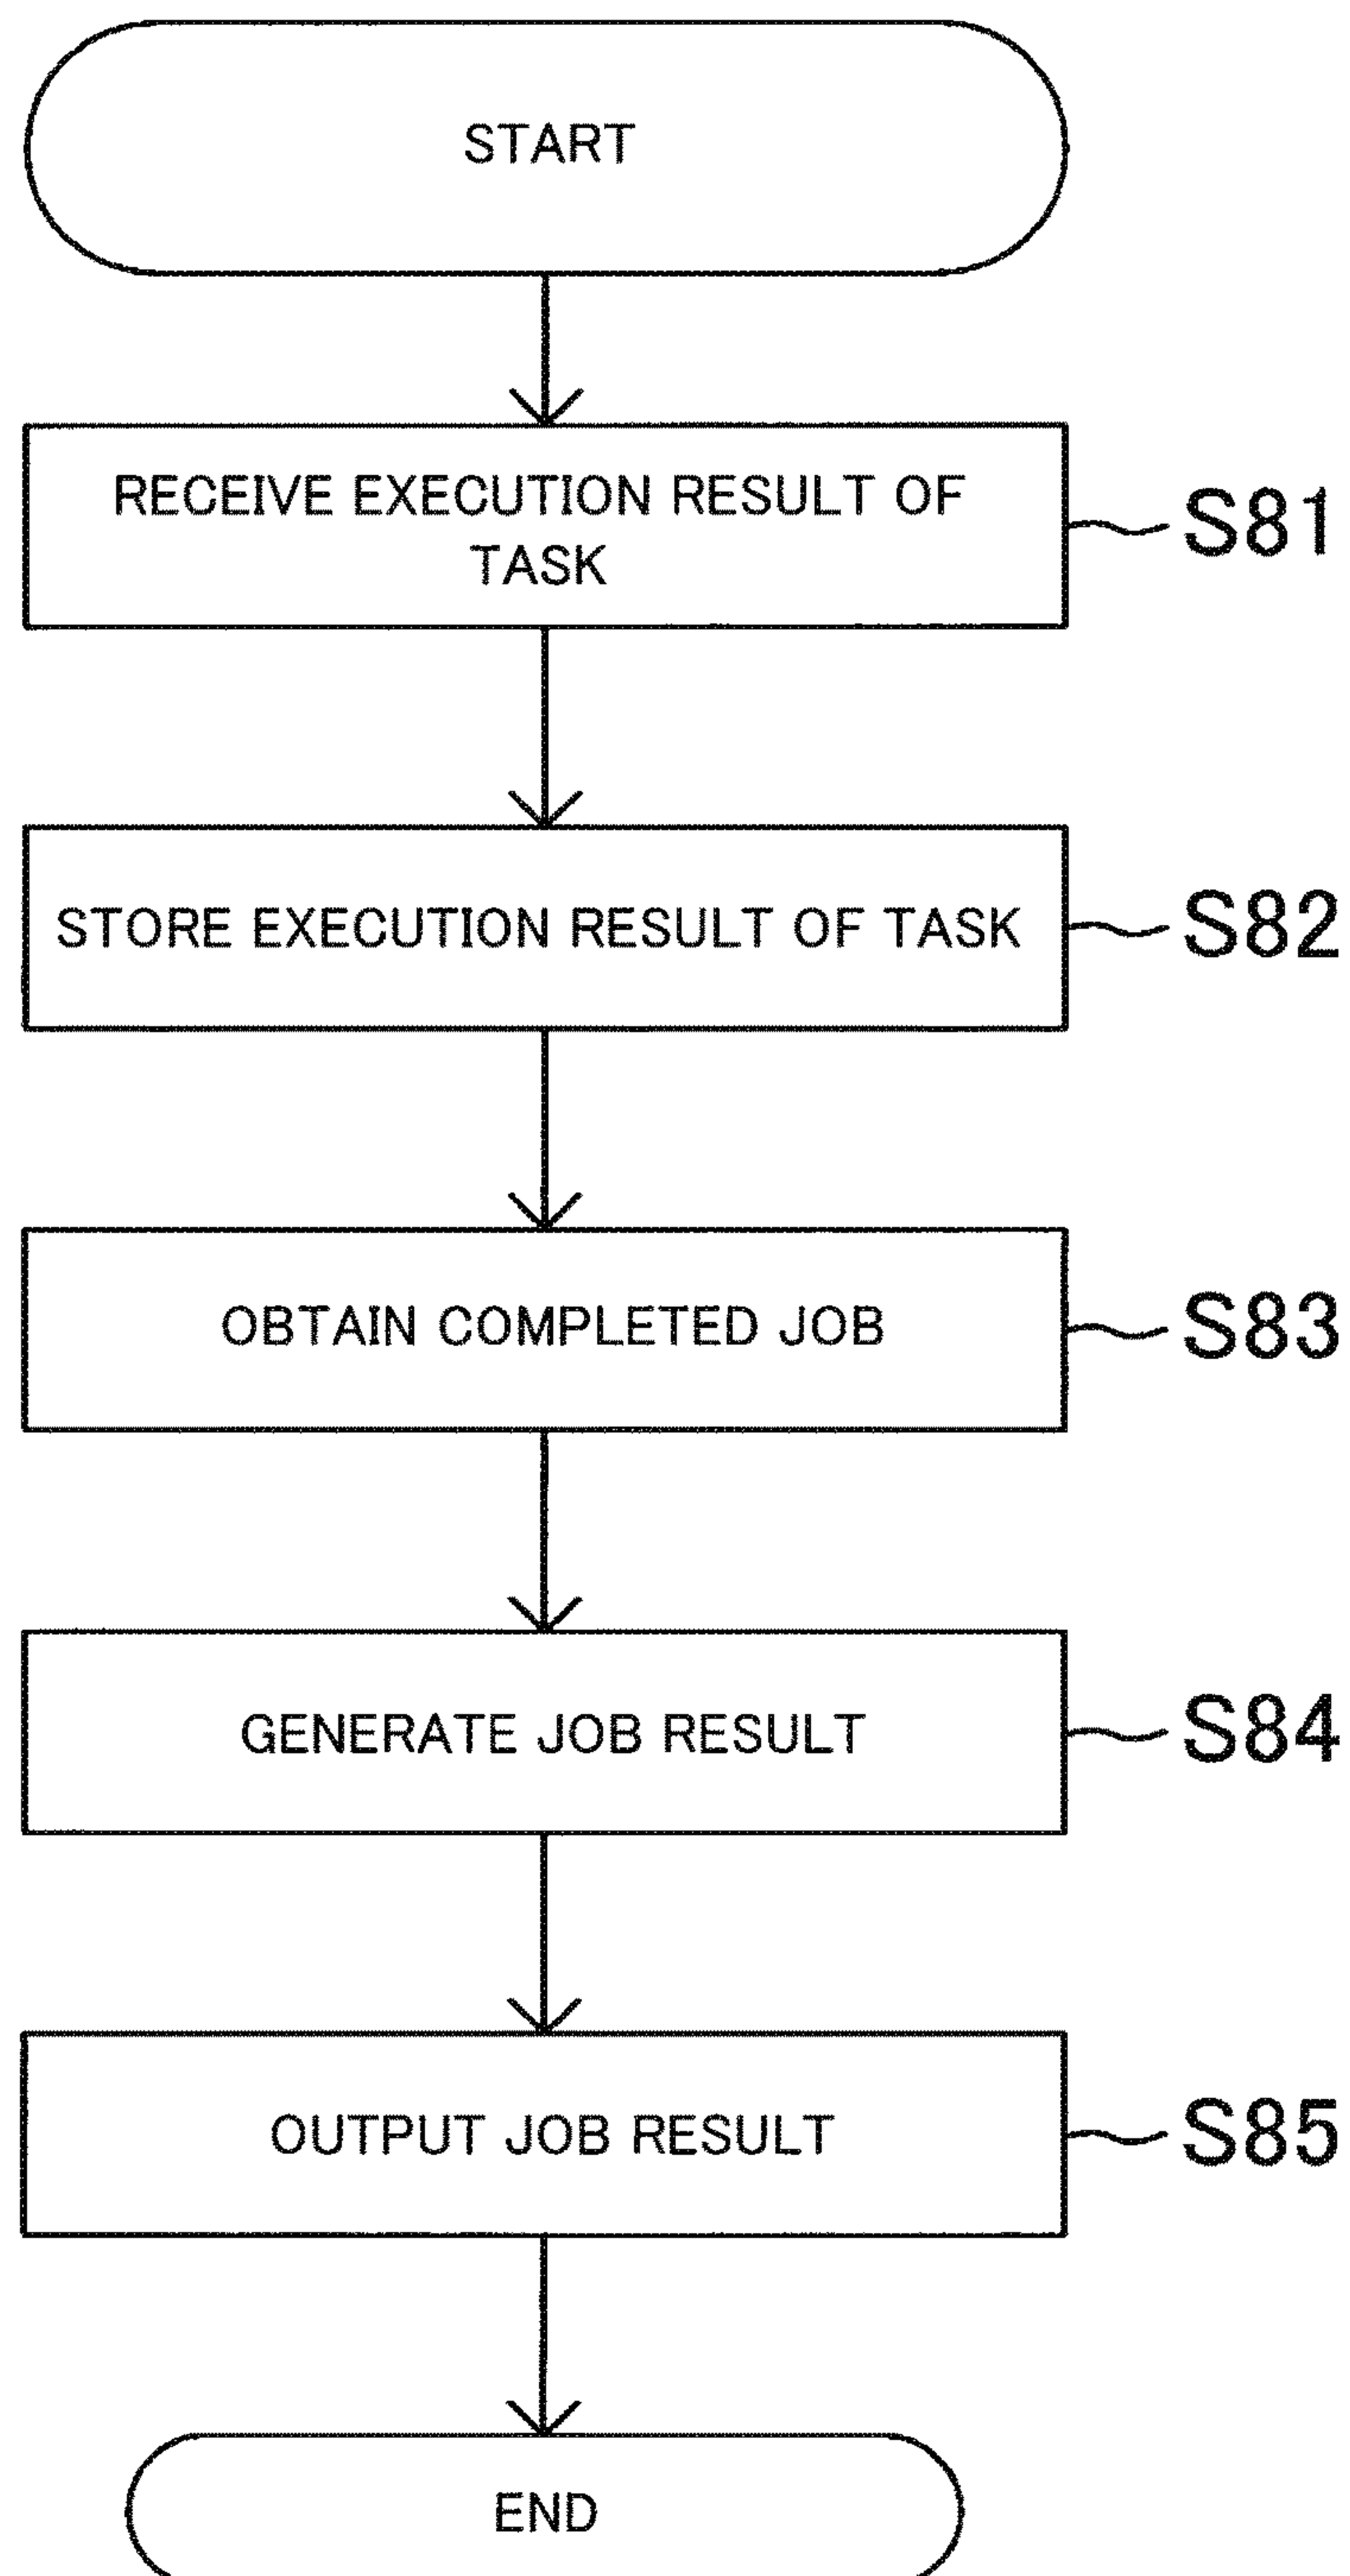 START
RECEIVE EXECUTION RESULT OF
TASK
S81
STORE EXECUTION RESULT OF TASK
S82
OBTAIN COMPLETED JOB
S83
GENERATE JOB RESULT
S84
OUTPUT JOB RESULT
S85
END